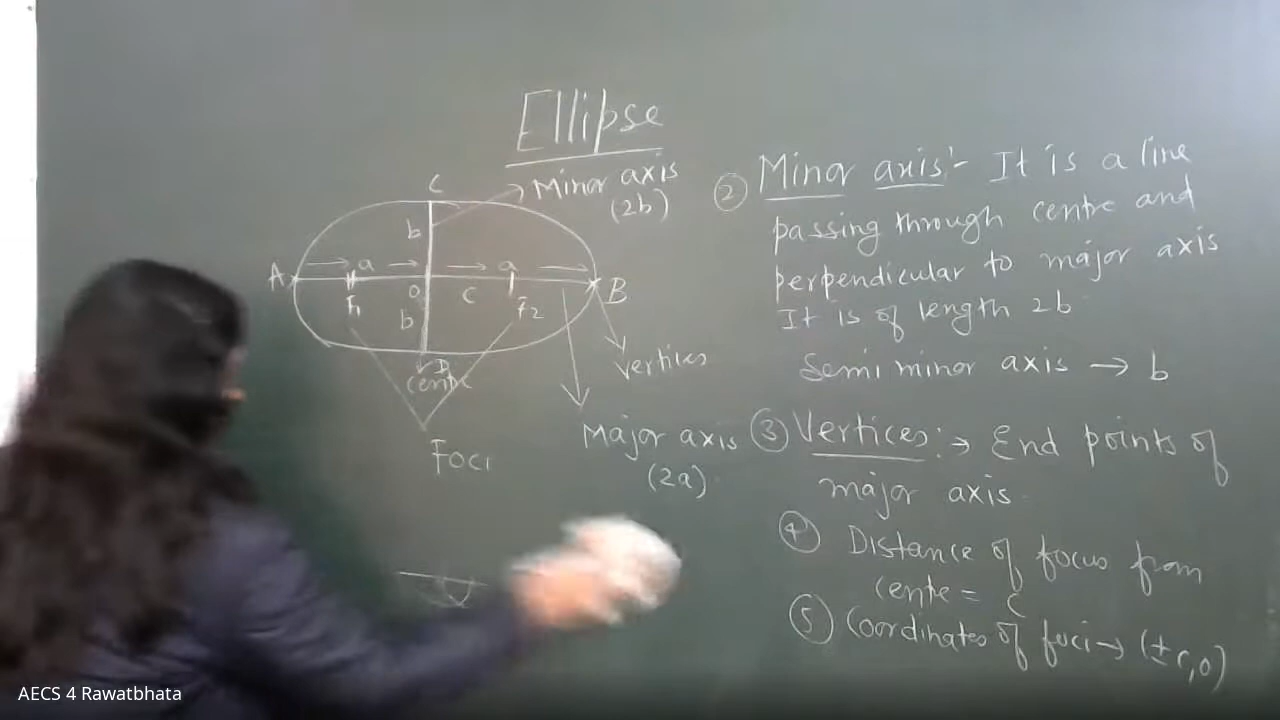 Ellipse
C
Minor axis
(2b)
b
A
a
a
B
F1
O
C
F2
b
D
centre
vertices
Foci
Major axis
(2a)
② Minor axis:- It is a line
passing through centre and
perpendicular to major axis
It is of length 2b
Semi minor axis → b
③ Vertices:→ End points of
major axis
④ Distance of focus from
centre = C
⑤ Coordinates of foci → (±c,0)
AECS 4 Rawatbhata